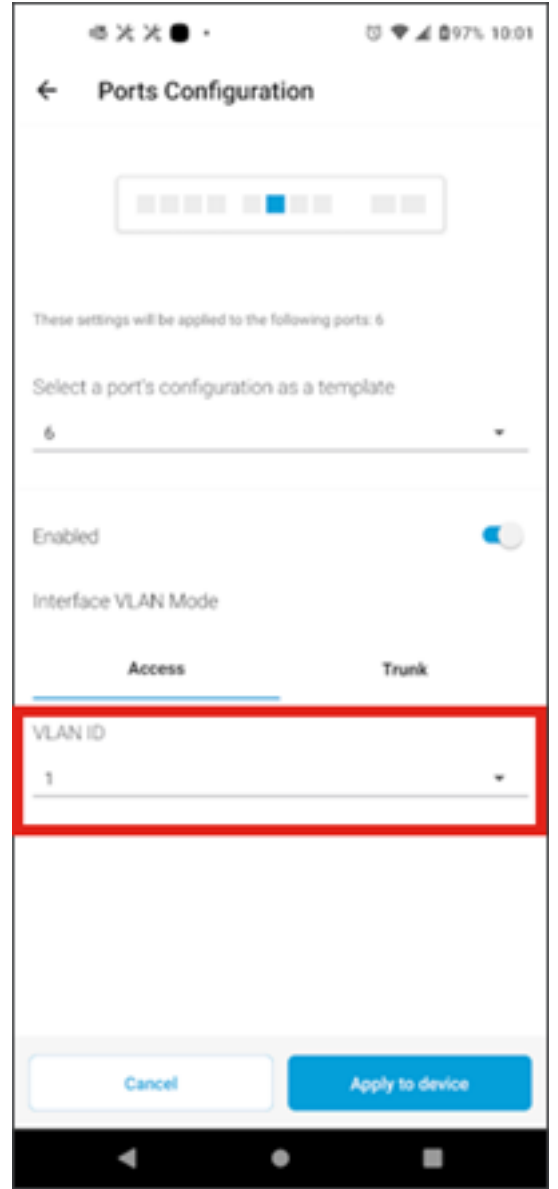 97% 10:01
Ports Configuration
These settings will be applied to the following ports: 6
Select a port's configuration as a template
6
Enabled
Interface VLAN Mode
Access Trunk
VLAN ID
1
Cancel Apply to device